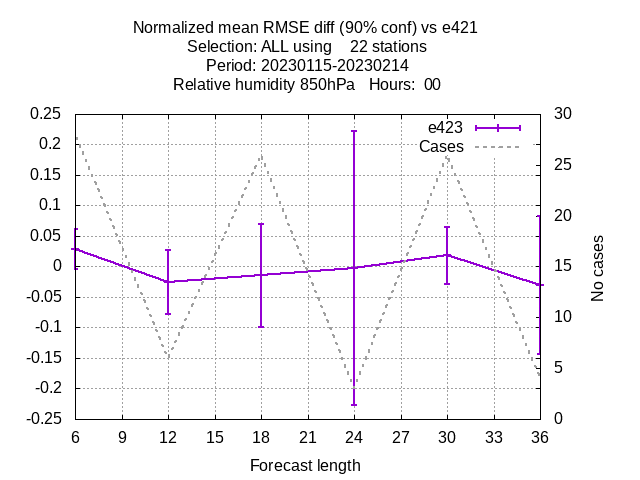 Normalized mean RMSE diff (90% conf) vs e421
Selection: ALL using    22 stations
Period: 20230115-20230214
Relative humidity 850hPa   Hours:  00
0.25
0.2
0.15
0.1
0.05
0
-0.05
-0.1
-0.15
-0.2
-0.25
30
25
20
15
10
5
0
e423
Cases
No cases
6 9 12 15 18 21 24 27 30 33 36
Forecast length